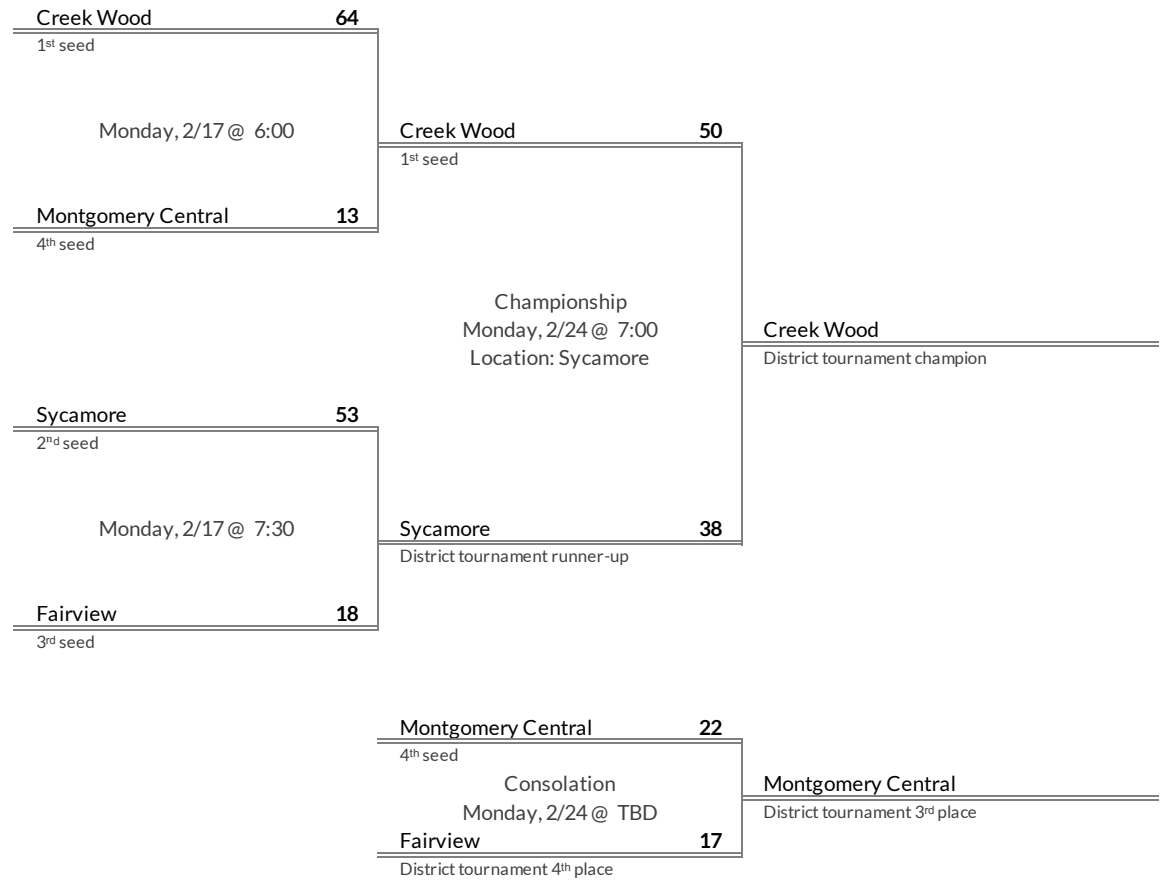 Creek Wood 64
1st seed
Monday, 2/17 @ 6:00
Montgomery Central 13
4th seed
Creek Wood 50
1st seed
Championship
Monday, 2/24 @ 7:00
Location: Sycamore
Creek Wood
District tournament champion
Sycamore 53
2nd seed
Monday, 2/17 @ 7:30
Fairview 18
3rd seed
Sycamore 38
District tournament runner-up
Montgomery Central 22
4th seed
Consolation
Monday, 2/24 @ TBD
Fairview 17
District tournament 4th place
Montgomery Central
District tournament 3rd place